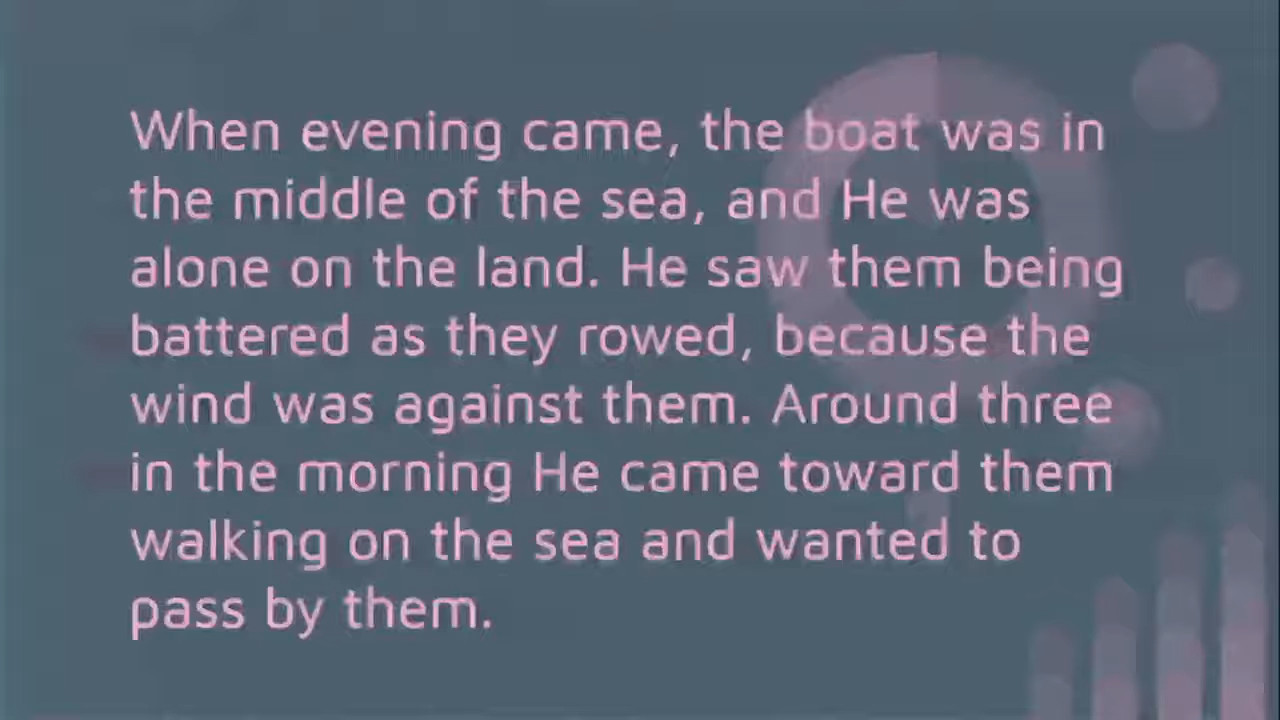 When evening came, the boat was in
the middle of the sea, and He was
alone on the land. He saw them being
battered as they rowed, because the
wind was against them. Around three
in the morning He came toward them
walking on the sea and wanted to
pass by them.